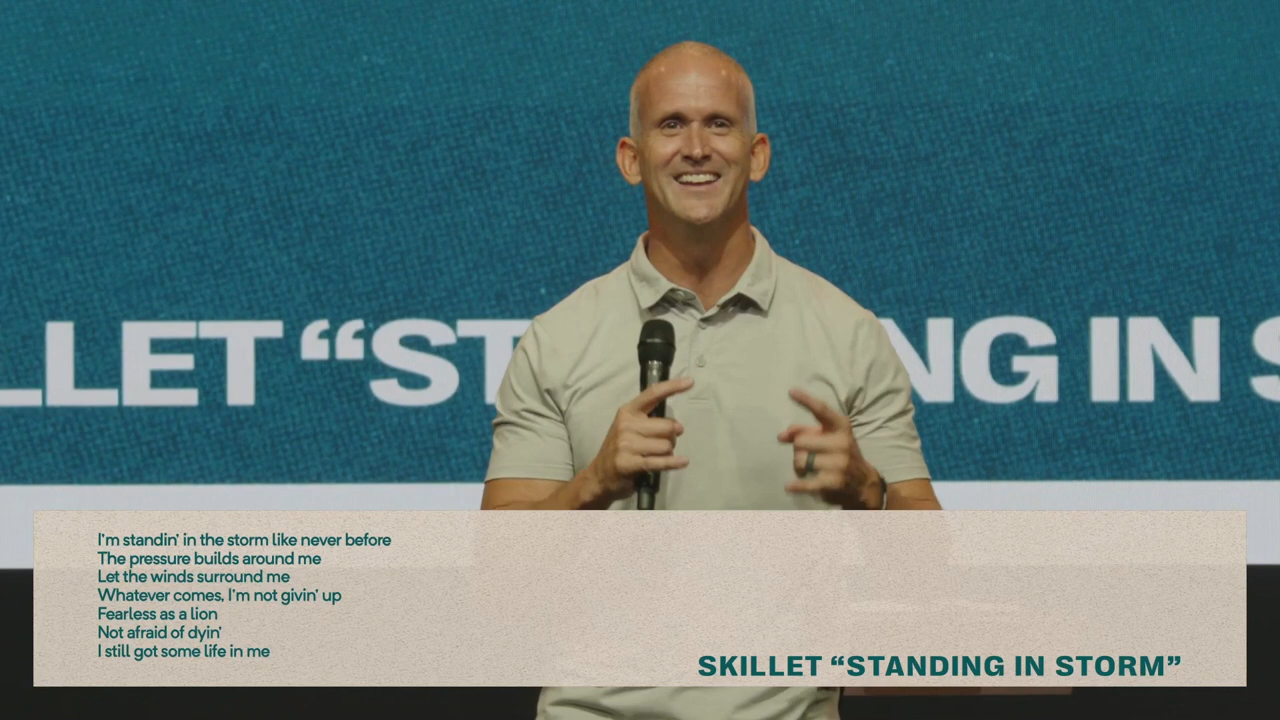 LLET “ST NG IN S
I'm standin' in the storm like never before
The pressure builds around me
Let the winds surround me
Whatever comes, I'm not givin' up
Fearless as a lion
Not afraid of dyin'
I still got some life in me
SKILLET “STANDING IN STORM”